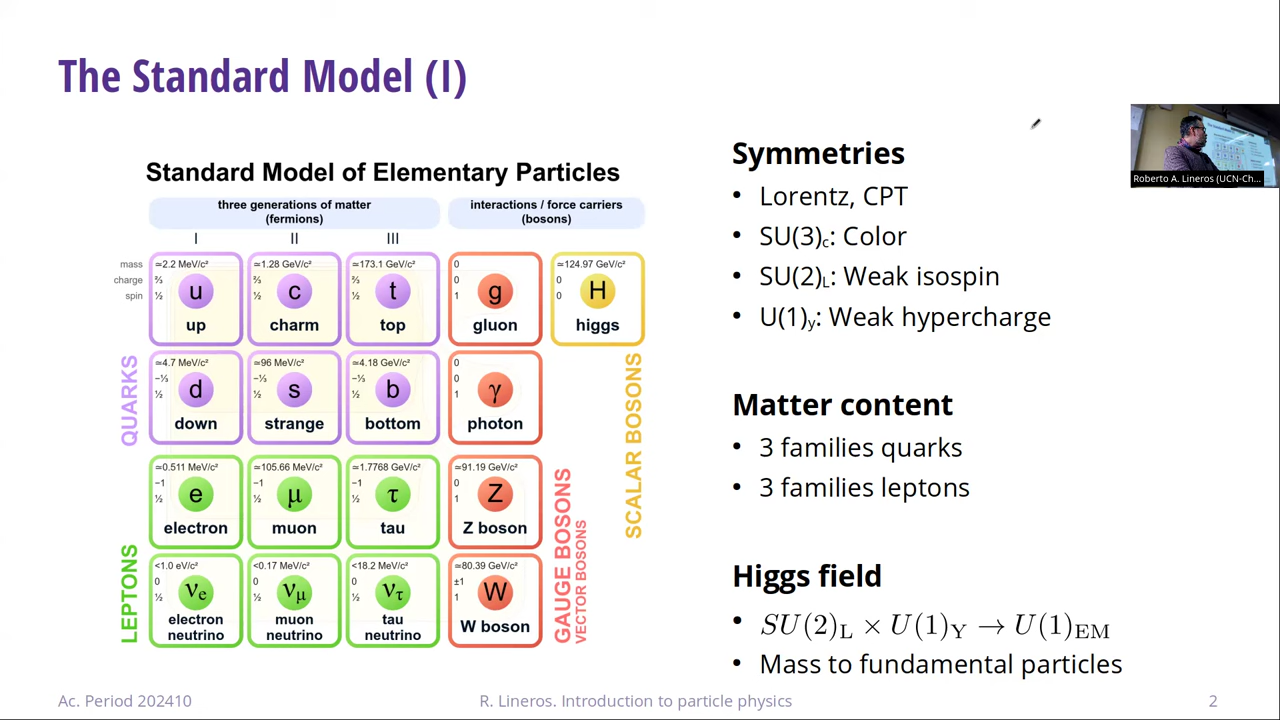 The Standard Model (I)
Standard Model of Elementary Particles
three generations of matter
(fermions)
interactions / force carriers
(bosons)
I II III
mass
charge
spin
≃2.2 MeV/c²
⅔
½
u
up
≃1.28 GeV/c²
⅔
½
c
charm
≃173.1 GeV/c²
⅔
½
t
top
0
0
1
g
gluon
≃124.97 GeV/c²
0
0
H
higgs
QUARKS
≃4.7 MeV/c²
−⅓
½
d
down
≃96 MeV/c²
−⅓
½
s
strange
≃4.18 GeV/c²
−⅓
½
b
bottom
0
0
1
γ
photon
SCALAR BOSONS
LEPTONS
≃0.511 MeV/c²
−1
½
e
electron
≃105.66 MeV/c²
−1
½
μ
muon
≃1.7768 GeV/c²
−1
½
τ
tau
≃91.19 GeV/c²
0
1
Z
Z boson
<1.0 eV/c²
0
½
νe
electron
neutrino
<0.17 MeV/c²
0
½
νμ
muon
neutrino
<18.2 MeV/c²
0
½
ντ
tau
neutrino
≃80.39 GeV/c²
±1
1
W
W boson
GAUGE BOSONS
VECTOR BOSONS
Symmetries
• Lorentz, CPT
• SU(3)c: Color
• SU(2)L: Weak isospin
• U(1)y: Weak hypercharge
Matter content
• 3 families quarks
• 3 families leptons
Higgs field
• SU(2)L × U(1)Y → U(1)EM
• Mass to fundamental particles
Roberto A. Lineros (UCN-Ch...
Ac. Period 202410
R. Lineros. Introduction to particle physics
2